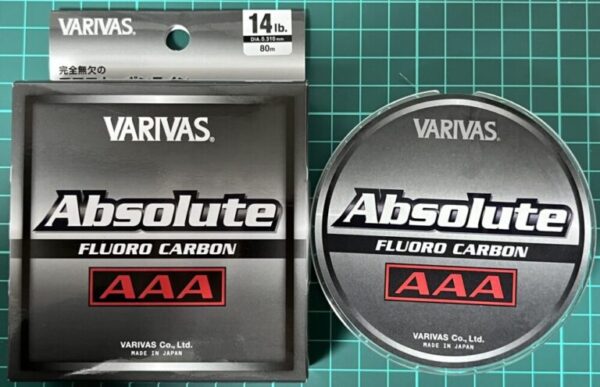 VARIVAS®
14lb.
DIA.0.310mm
80m
完全無欠の
VARIVAS®
Absolute
FLUORO CARBON
AAA
VARIVAS Co., Ltd.
MADE IN JAPAN
VARIVAS®
Absolute
FLUORO CARBON
AAA
VARIVAS Co., Ltd.
MADE IN JAPAN